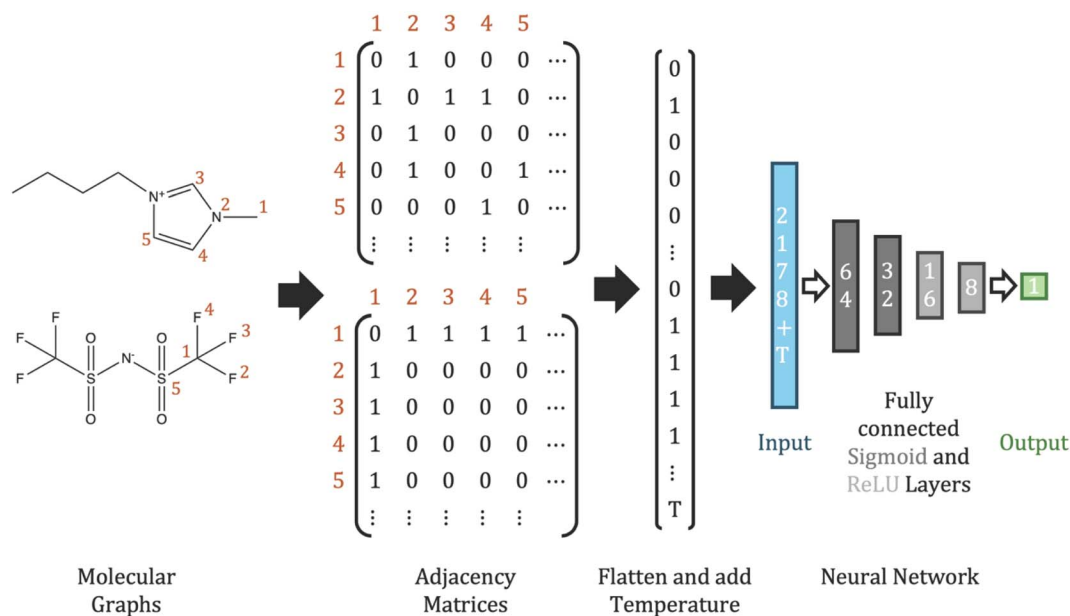 1 2 3 4 5
1 0 1 0 0 0 ⋯
2 1 0 1 1 0 ⋯
3 0 1 0 0 0 ⋯
4 0 1 0 0 1 ⋯
5 0 0 0 1 0 ⋯
⋮ ⋮ ⋮ ⋮ ⋮
N⁺ 3
N 2 1
5 4
1 2 3 4 5
1 0 1 1 1 1 ⋯
2 1 0 0 0 0 ⋯
3 1 0 0 0 0 ⋯
4 1 0 0 0 0 ⋯
5 1 0 0 0 0 ⋯
⋮ ⋮ ⋮ ⋮ ⋮
F O O F 4
F N⁻ 1 F 3
F S S 5 F 2
O O
0
1
0
0
0
⋮
0
1
1
1
1
⋮
T
2178+T
64
32
16
8
1
Input
Fully
connected
Sigmoid and
ReLU Layers
Output
Molecular
Graphs
Adjacency
Matrices
Flatten and add
Temperature
Neural Network